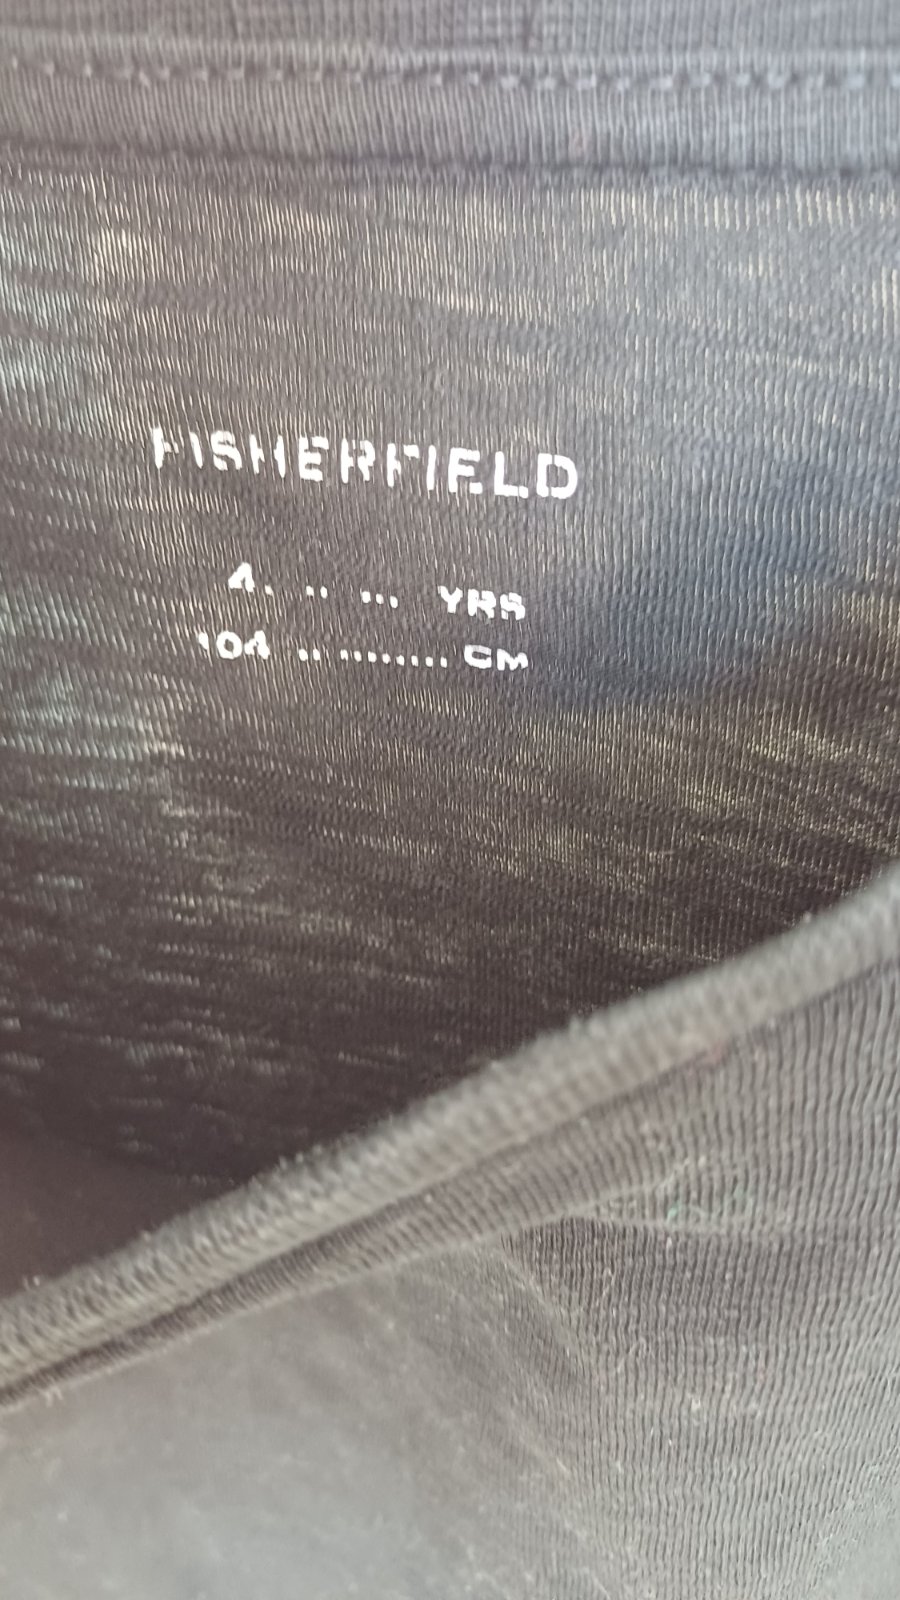 FISHERFIELD
4. .. ... YRS
104 .. ......... CM